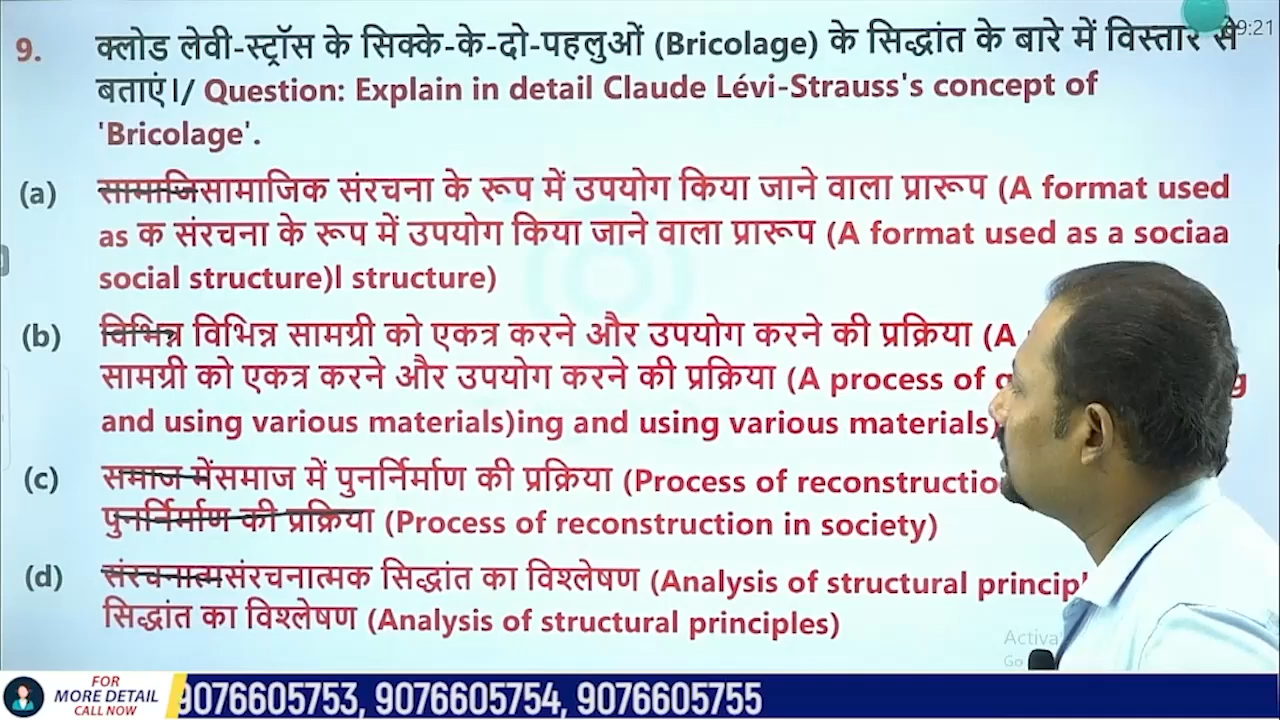 9. क्लोड लेवी-स्ट्रॉस के सिक्के-के-दो-पहलुओं (Bricolage) के सिद्धांत के बारे में विस्तार से
9:21
बताएं।/ Question: Explain in detail Claude Lévi-Strauss's concept of
'Bricolage'.
(a) सामाजिसामाजिक संरचना के रूप में उपयोग किया जाने वाला प्रारूप (A format used
as क संरचना के रूप में उपयोग किया जाने वाला प्रारूप (A format used as a sociaa
social structure)l structure)
(b) विभिन्न विभिन्न सामग्री को एकत्र करने और उपयोग करने की प्रक्रिया (A
सामग्री को एकत्र करने और उपयोग करने की प्रक्रिया (A process of
and using various materials)ing and using various materials)
(c) समाज मेंसमाज में पुनर्निर्माण की प्रक्रिया (Process of
पुनर्निर्माण की प्रक्रिया (Process of reconstruction in society)
(d) संरचनात्मसंरचनात्मक सिद्धांत का विश्लेषण (Analysis of structural
सिद्धांत का विश्लेषण (Analysis of structural principles)
Go
FOR
MORE DETAIL
CALL NOW
9076605753, 9076605754, 9076605755